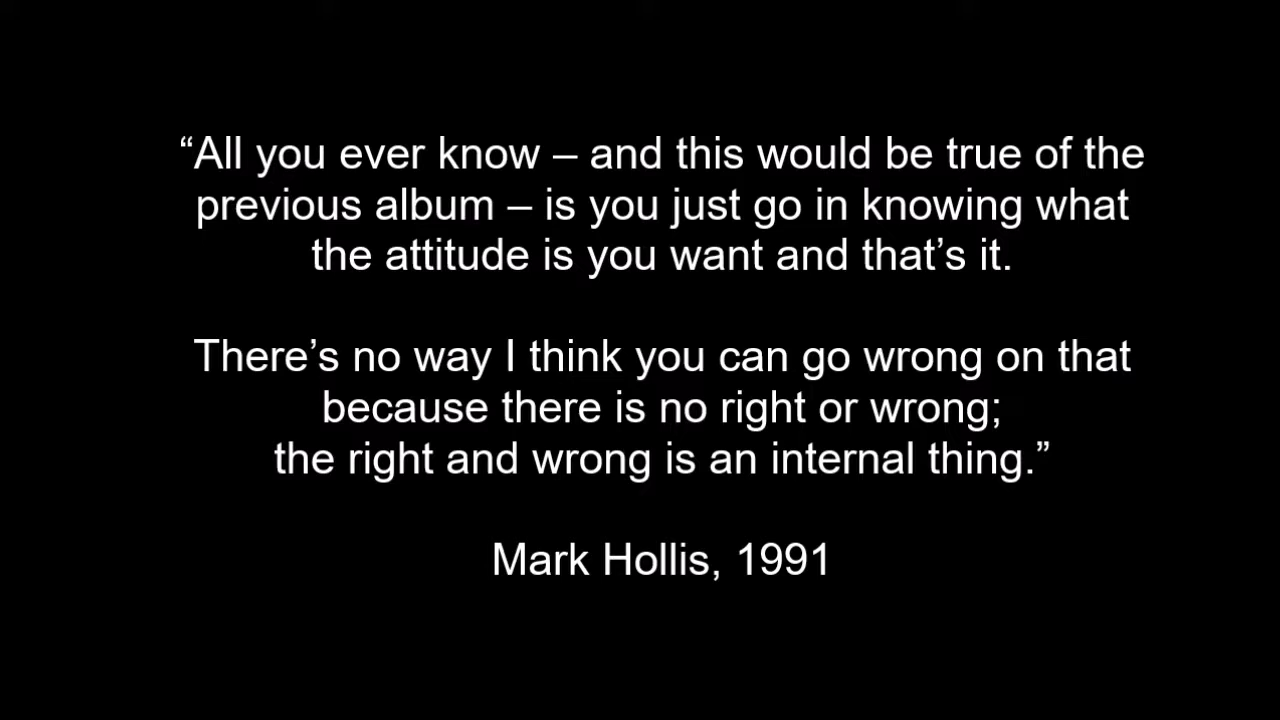 “All you ever know – and this would be true of the
previous album – is you just go in knowing what
the attitude is you want and that’s it.
There’s no way I think you can go wrong on that
because there is no right or wrong;
the right and wrong is an internal thing.”
Mark Hollis, 1991